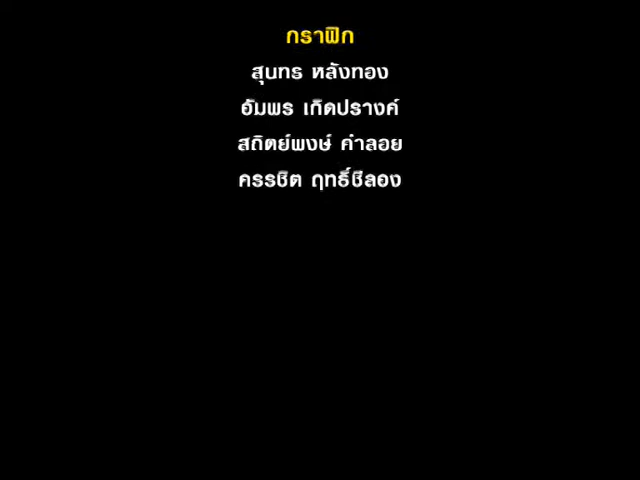 กราฟิก
สุนทร หลังทอง
อัมพร เกิดปรางค์
สถิตย์พงษ์ คำลอย
ครรชิต ฤทธิ์ชีลอง